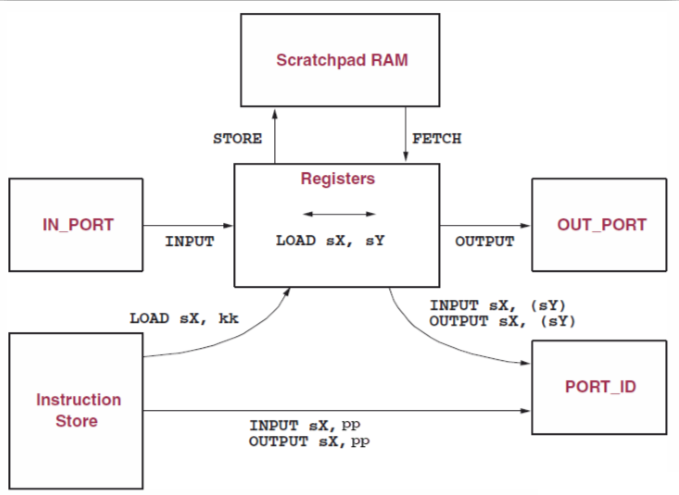 Scratchpad RAM
STORE
FETCH
Registers
IN_PORT
INPUT
LOAD sX, sY
OUTPUT
OUT_PORT
LOAD sX, kk
INPUT sX, (sY)
OUTPUT sX, (sY)
Instruction
Store
PORT_ID
INPUT sX, pp
OUTPUT sX, pp